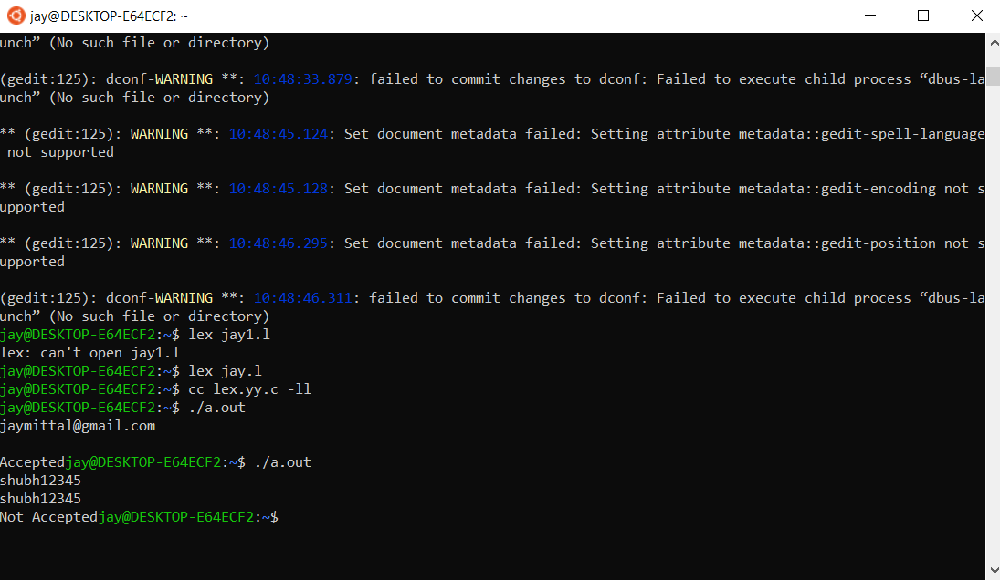 jay@DESKTOP-E64ECF2: ~
unch” (No such file or directory)
(gedit:125): dconf-WARNING **: 10:48:33.879: failed to commit changes to dconf: Failed to execute child process “dbus-la
unch” (No such file or directory)
** (gedit:125): WARNING **: 10:48:45.124: Set document metadata failed: Setting attribute metadata::gedit-spell-language
 not supported
** (gedit:125): WARNING **: 10:48:45.128: Set document metadata failed: Setting attribute metadata::gedit-encoding not s
upported
** (gedit:125): WARNING **: 10:48:46.295: Set document metadata failed: Setting attribute metadata::gedit-position not s
upported
(gedit:125): dconf-WARNING **: 10:48:46.311: failed to commit changes to dconf: Failed to execute child process “dbus-la
unch” (No such file or directory)
jay@DESKTOP-E64ECF2:~$ lex jay1.l
lex: can't open jay1.l
jay@DESKTOP-E64ECF2:~$ lex jay.l
jay@DESKTOP-E64ECF2:~$ cc lex.yy.c -ll
jay@DESKTOP-E64ECF2:~$ ./a.out
jaymittal@gmail.com
Acceptedjay@DESKTOP-E64ECF2:~$ ./a.out
shubh12345
shubh12345
Not Acceptedjay@DESKTOP-E64ECF2:~$